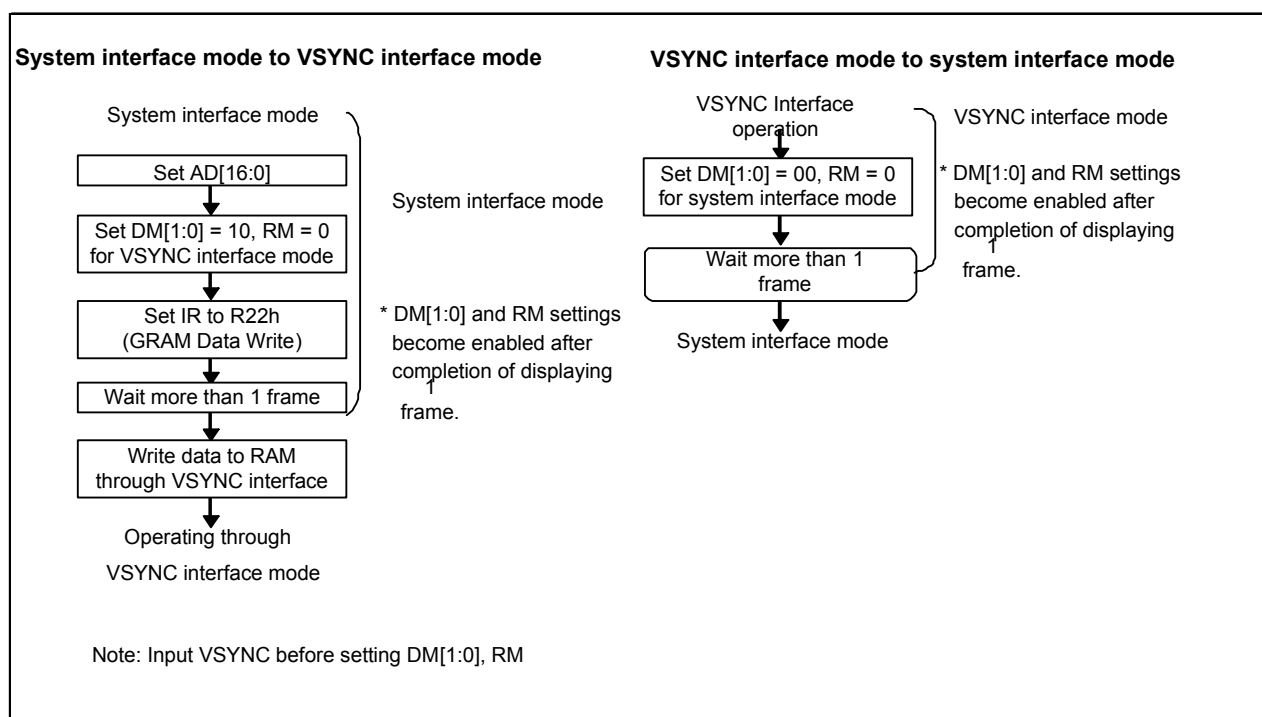 System interface mode to VSYNC interface mode
System interface mode
Set AD[16:0]
Set DM[1:0] = 10, RM = 0
for VSYNC interface mode
Set IR to R22h
(GRAM Data Write)
Wait more than 1 frame
Write data to RAM
through VSYNC interface
Operating through
VSYNC interface mode
System interface mode
* DM[1:0] and RM settings
become enabled after
completion of displaying
1
frame.
Note: Input VSYNC before setting DM[1:0], RM
VSYNC interface mode to system interface mode
VSYNC Interface
operation
Set DM[1:0] = 00, RM = 0
for system interface mode
Wait more than 1
frame
System interface mode
VSYNC interface mode
* DM[1:0] and RM settings
become enabled after
completion of displaying
1
frame.